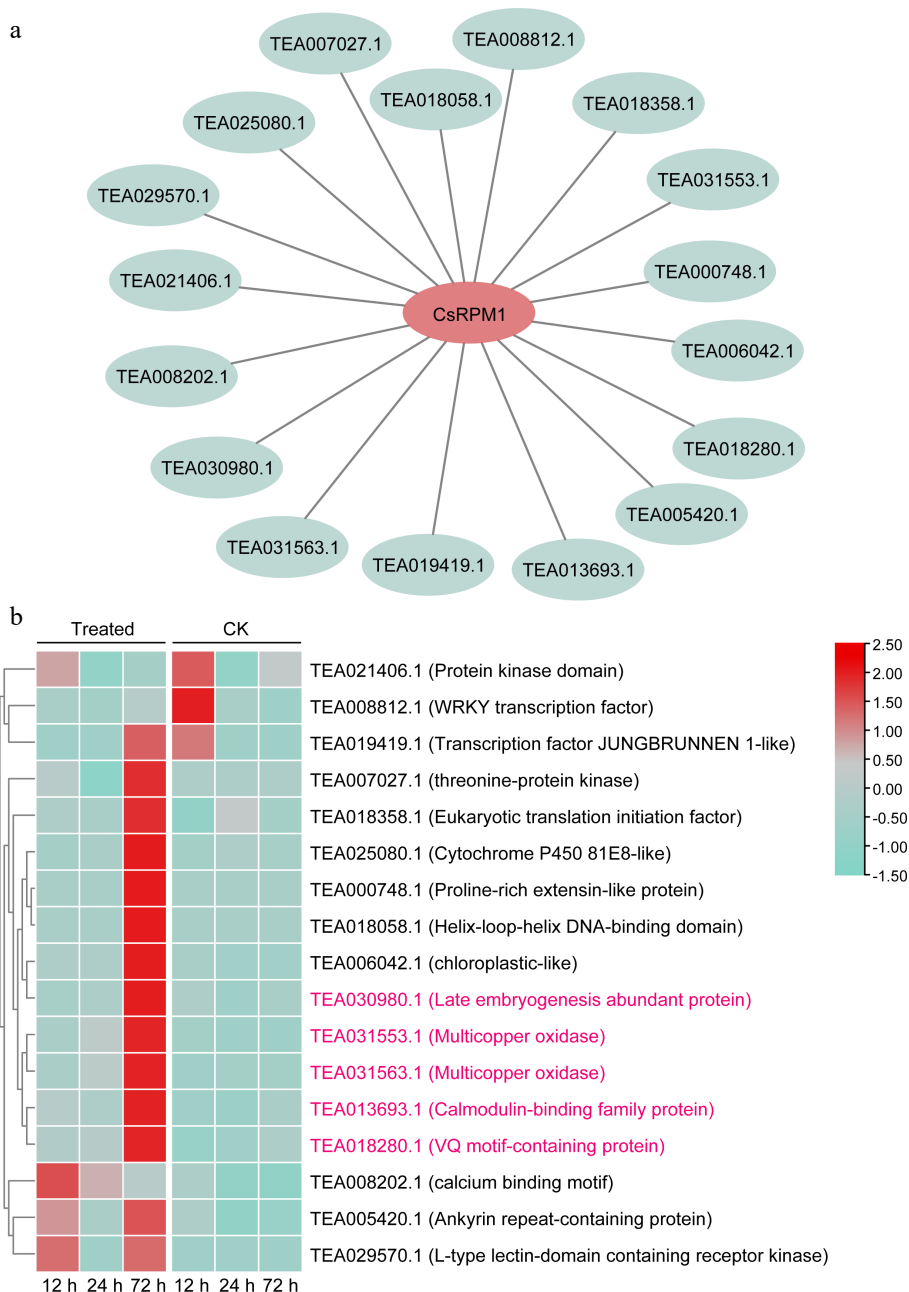 a
TEA007027.1
TEA008812.1
TEA018058.1
TEA018358.1
TEA025080.1
TEA031553.1
TEA029570.1
TEA000748.1
TEA021406.1
CsRPM1
TEA006042.1
TEA008202.1
TEA018280.1
TEA030980.1
TEA005420.1
TEA031563.1
TEA019419.1
TEA013693.1
b
Treated CK
2.50
2.00
1.50
1.00
0.50
0.00
-0.50
-1.00
-1.50
TEA021406.1 (Protein kinase domain)
TEA008812.1 (WRKY transcription factor)
TEA019419.1 (Transcription factor JUNGBRUNNEN 1-like)
TEA007027.1 (threonine-protein kinase)
TEA018358.1 (Eukaryotic translation initiation factor)
TEA025080.1 (Cytochrome P450 81E8-like)
TEA000748.1 (Proline-rich extensin-like protein)
TEA018058.1 (Helix-loop-helix DNA-binding domain)
TEA006042.1 (chloroplastic-like)
TEA030980.1 (Late embryogenesis abundant protein)
TEA031553.1 (Multicopper oxidase)
TEA031563.1 (Multicopper oxidase)
TEA013693.1 (Calmodulin-binding family protein)
TEA018280.1 (VQ motif-containing protein)
TEA008202.1 (calcium binding motif)
TEA005420.1 (Ankyrin repeat-containing protein)
TEA029570.1 (L-type lectin-domain containing receptor kinase)
12 h 24 h 72 h 12 h 24 h 72 h